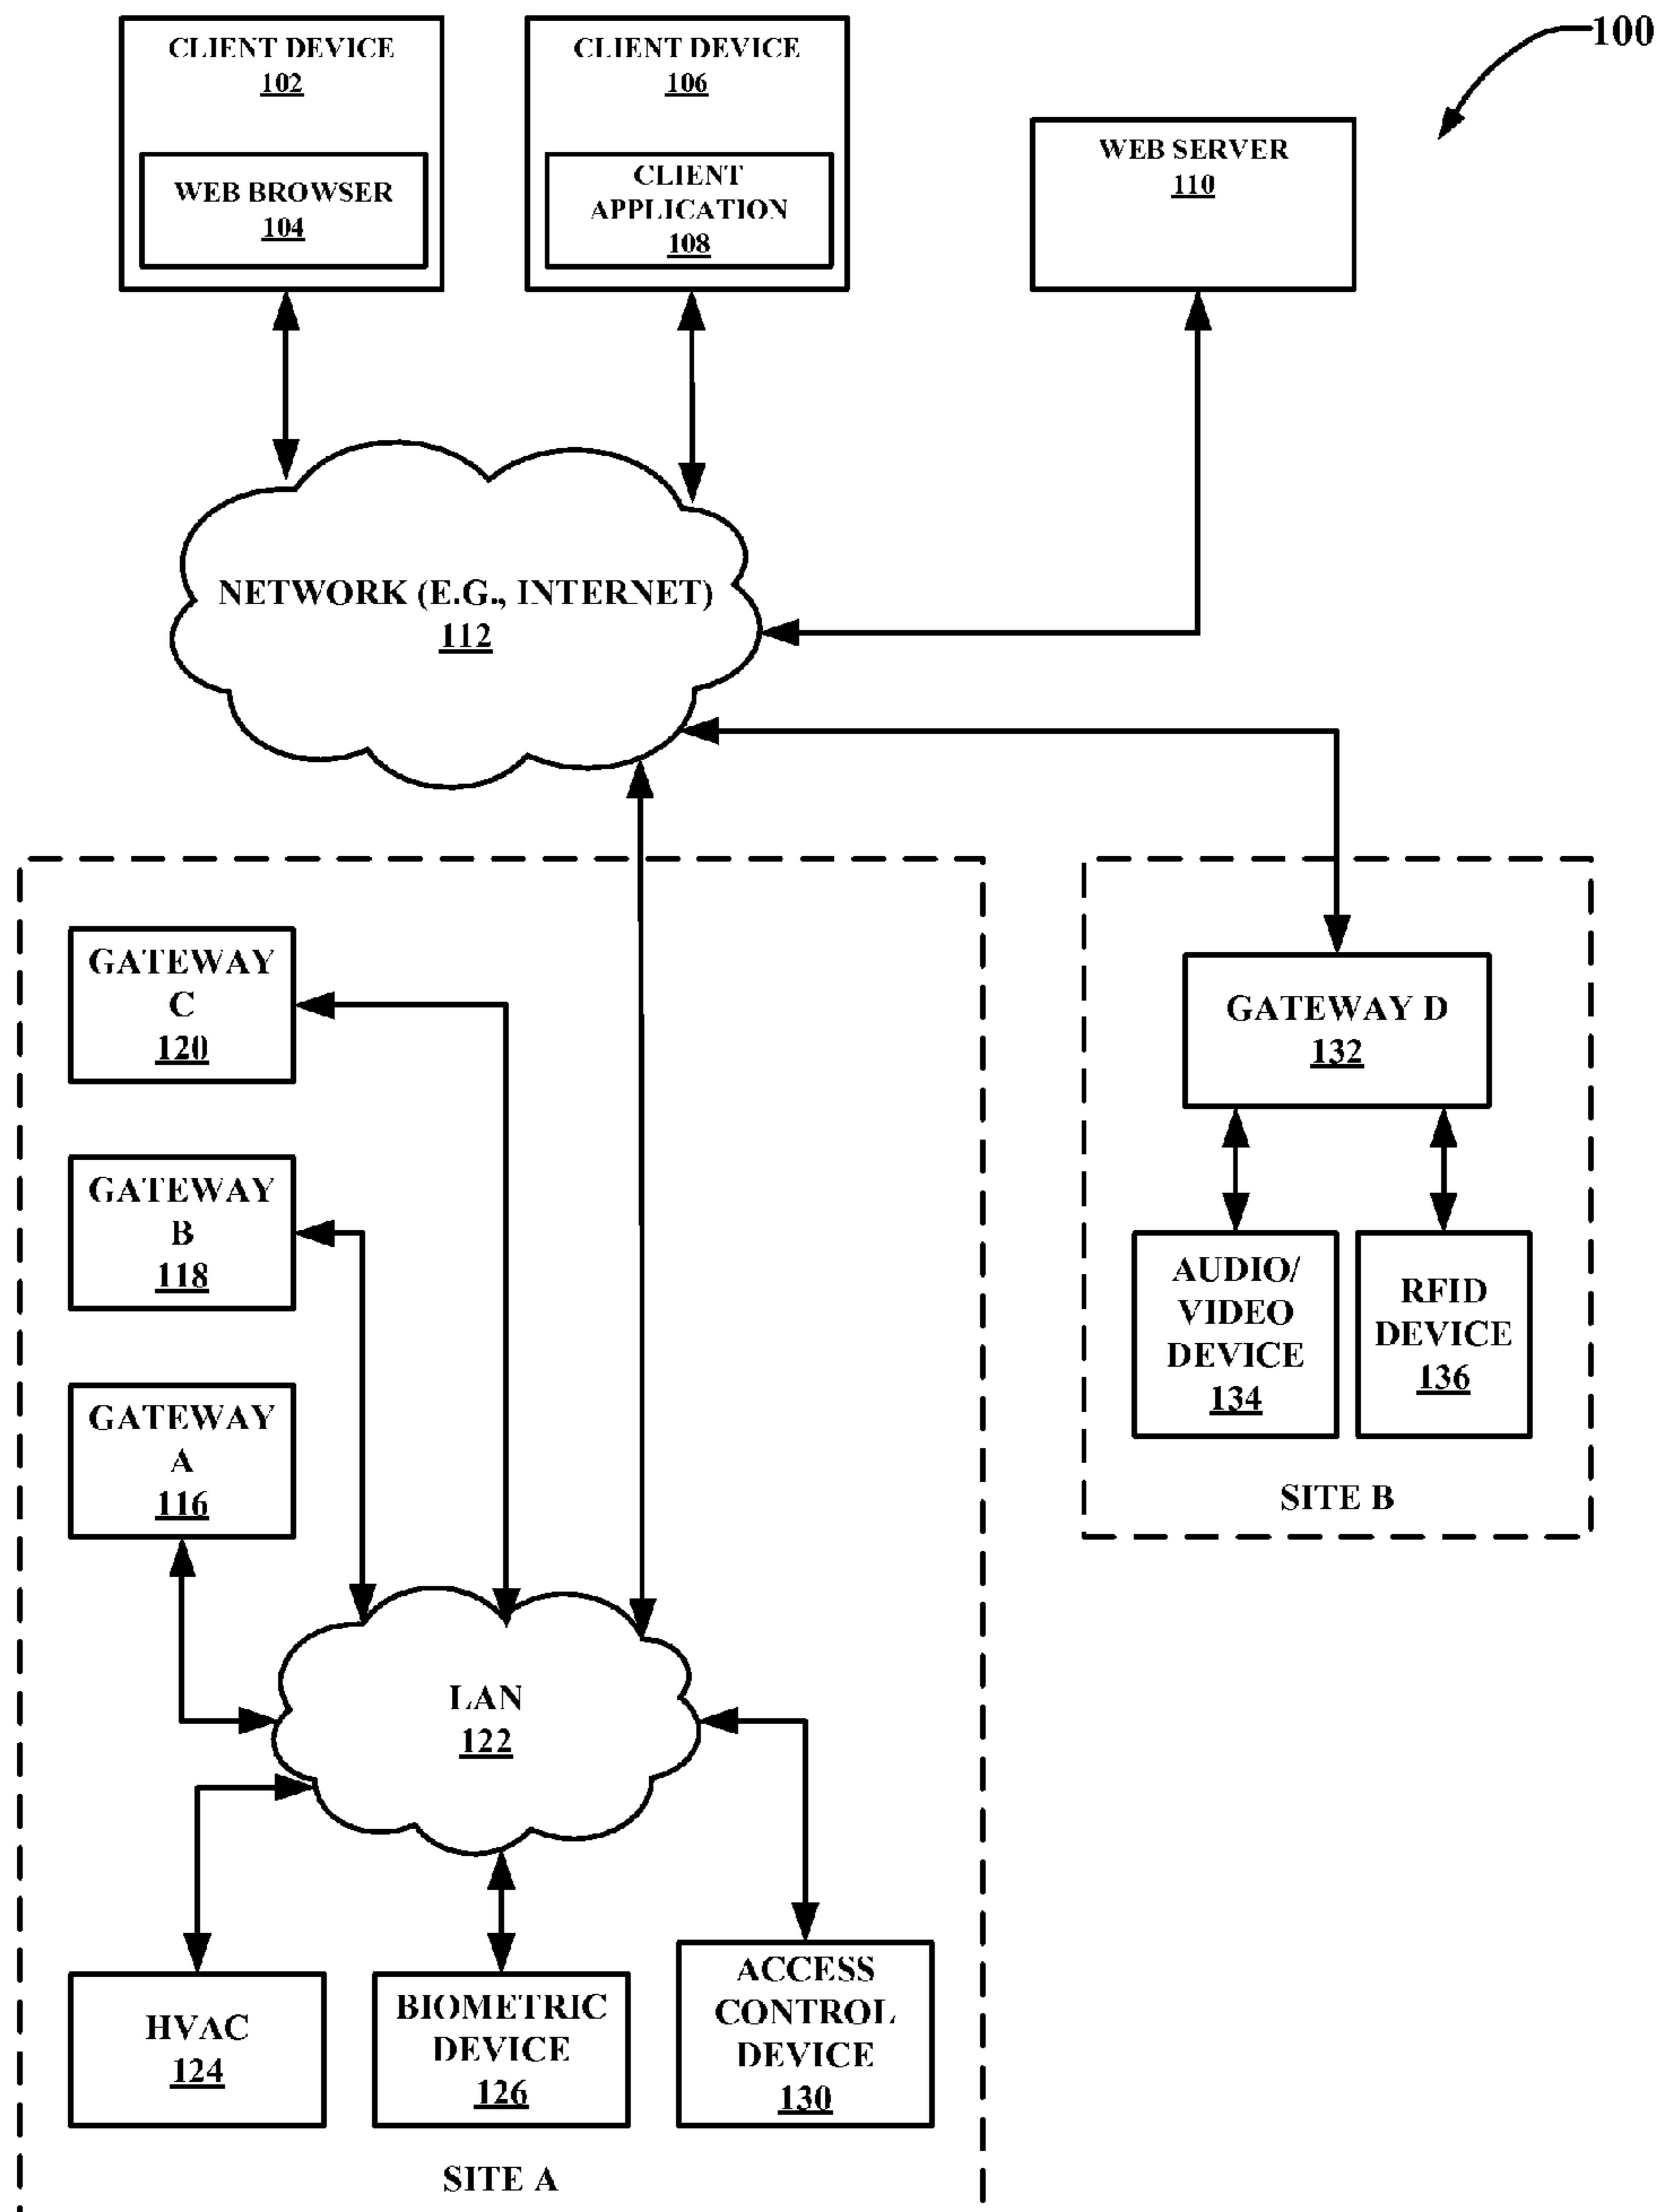 100
CLIENT DEVICE
102
WEB BROWSER
104
CLIENT DEVICE
106
CLIENT
APPLICATION
108
WEB SERVER
110
NETWORK (E.G., INTERNET)
112
GATEWAY
C
120
GATEWAY
B
118
GATEWAY
A
116
LAN
122
HVAC
124
BIOMETRIC
DEVICE
126
ACCESS
CONTROL
DEVICE
130
SITE A
GATEWAY D
132
AUDIO/
VIDEO
DEVICE
134
RFID
DEVICE
136
SITE B